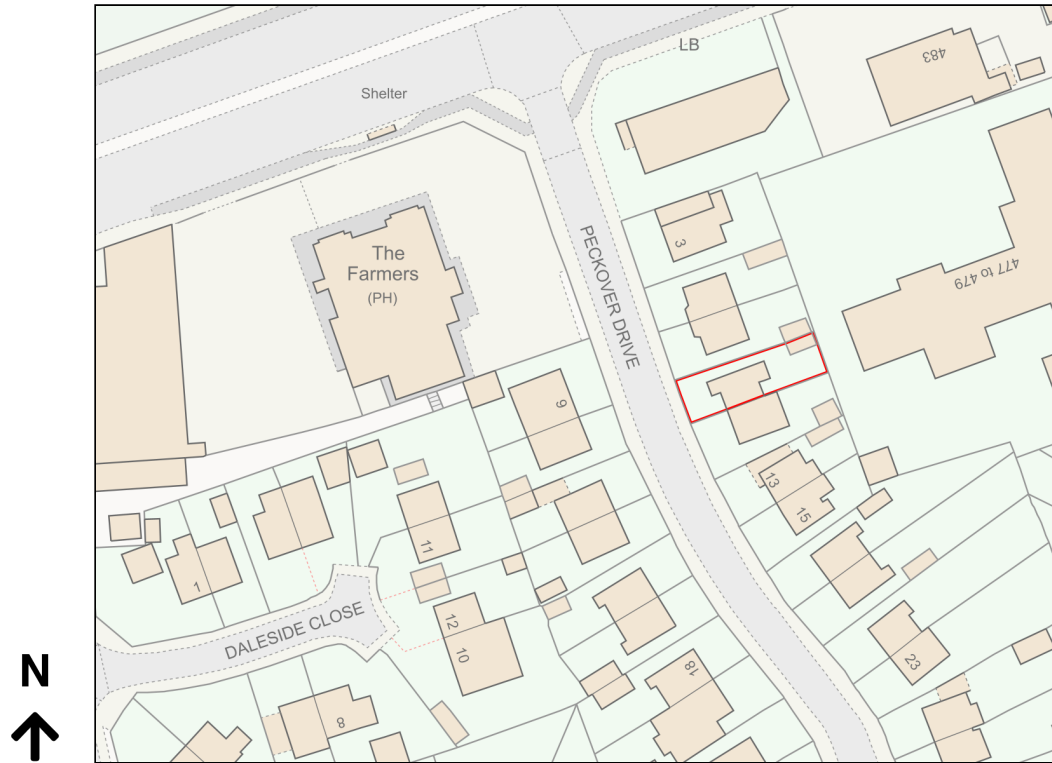 LB
483
Shelter
3
PECKOVER DRIVE
The
Farmers
(PH)
477 to 479
9
13
15
11
1
12
10
DALESIDE CLOSE
18
23
8
N